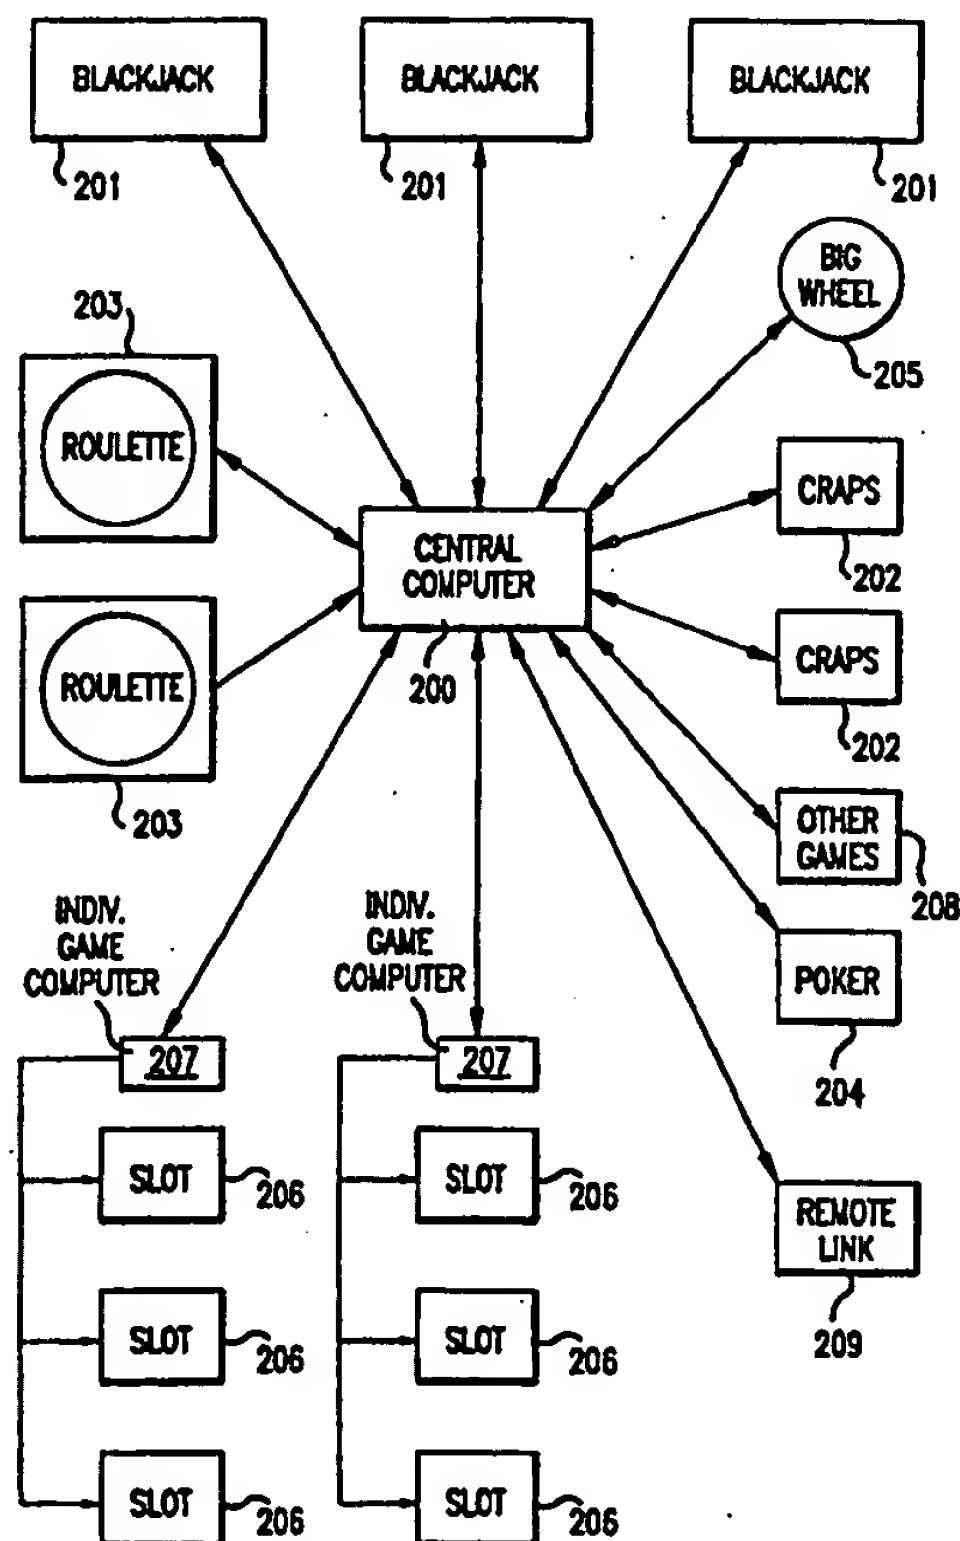 BLACKJACK
BLACKJACK
BLACKJACK
201
201
201
BIG
WHEEL
205
203
ROULETTE
CRAPS
202
CENTRAL
COMPUTER
200
ROULETTE
203
CRAPS
202
OTHER
GAMES
208
INDIV.
GAME
COMPUTER
INDIV.
GAME
COMPUTER
POKER
204
207
207
SLOT
206
SLOT
206
REMOTE
LINK
209
SLOT
206
SLOT
206
SLOT
206
SLOT
206